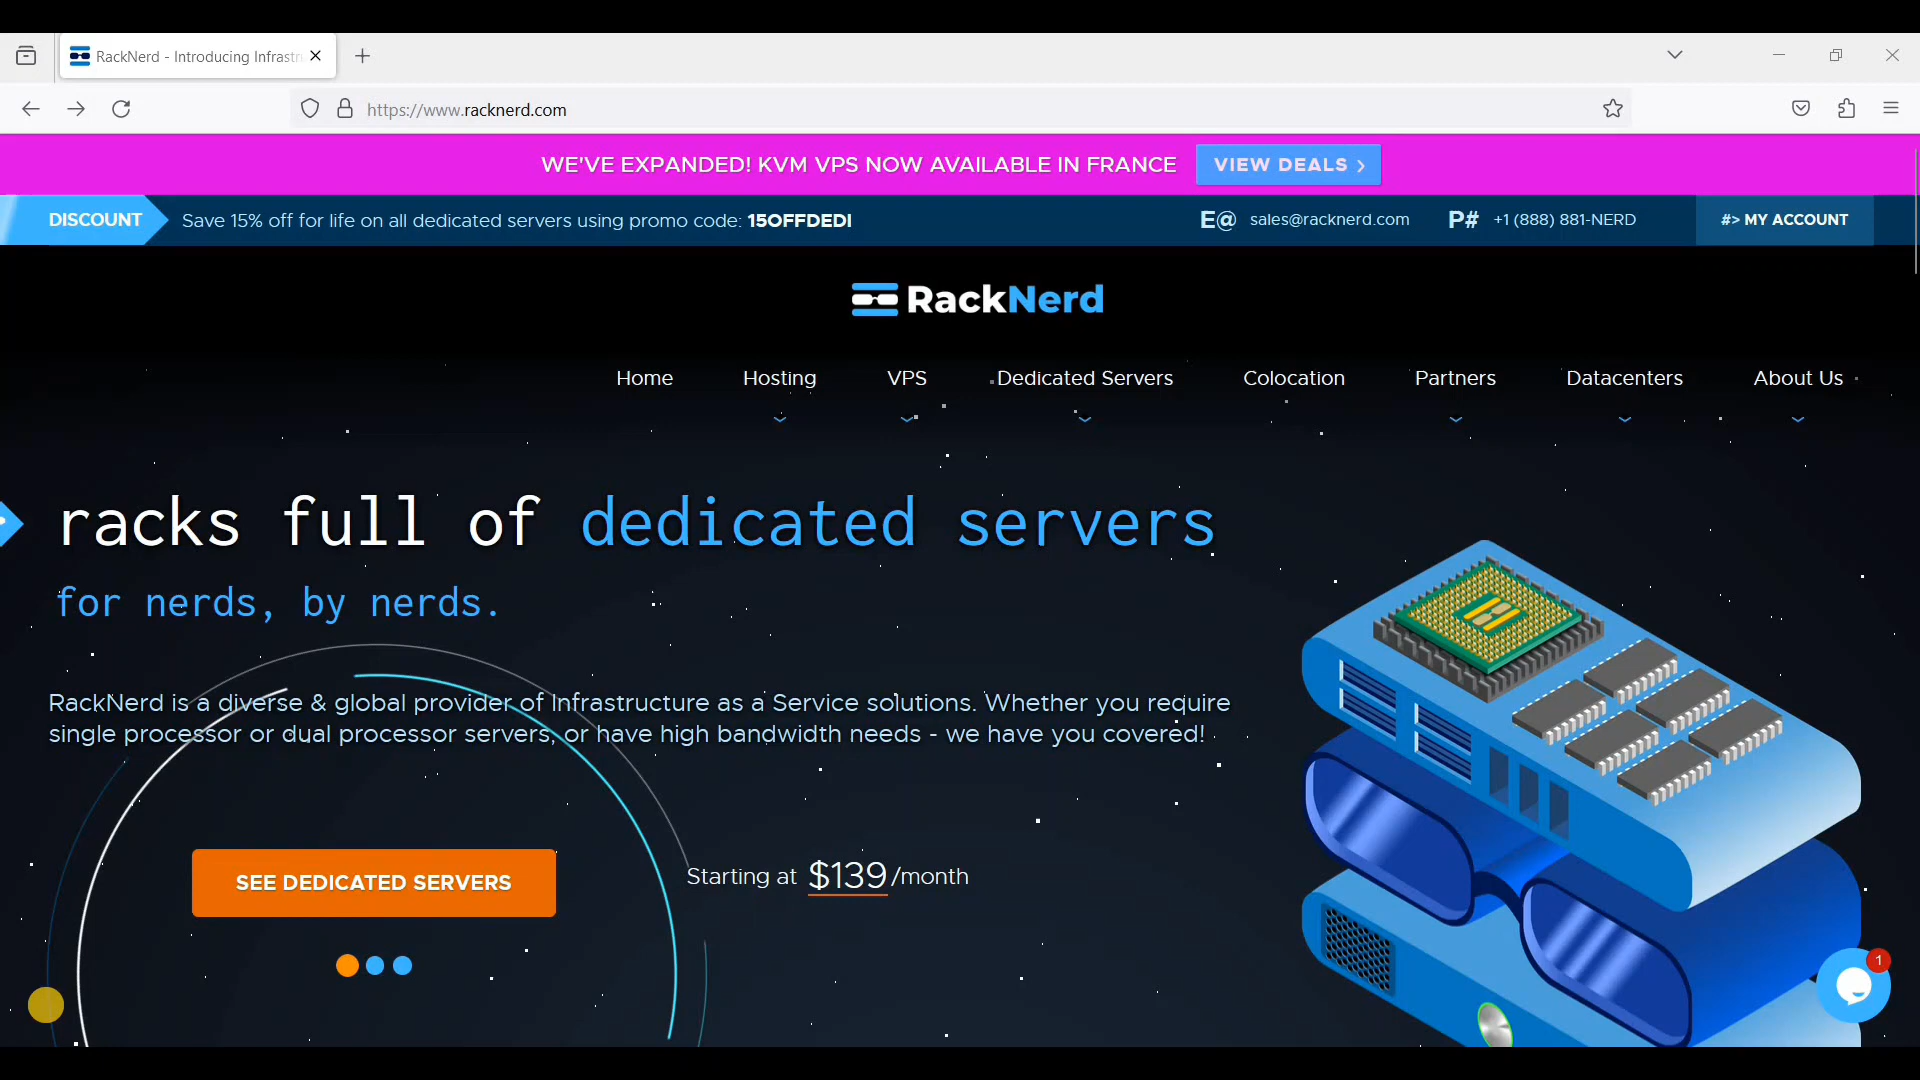 RackNerd - Introducing Infrastr
https://www.racknerd.com
WE'VE EXPANDED! KVM VPS NOW AVAILABLE IN FRANCE
VIEW DEALS
DISCOUNT
Save 15% off for life on all dedicated servers using promo code: 15OFFDEDI
E@ sales@racknerd.com
P# +1 (888) 881-NERD
#> MY ACCOUNT
RackNerd
Home
Hosting
VPS
Dedicated Servers
Colocation
Partners
Datacenters
About Us
racks full of dedicated servers
for nerds, by nerds.
RackNerd is a diverse & global provider of Infrastructure as a Service solutions. Whether you require
single processor or dual processor servers, or have high bandwidth needs - we have you covered!
SEE DEDICATED SERVERS
Starting at $139/month
1